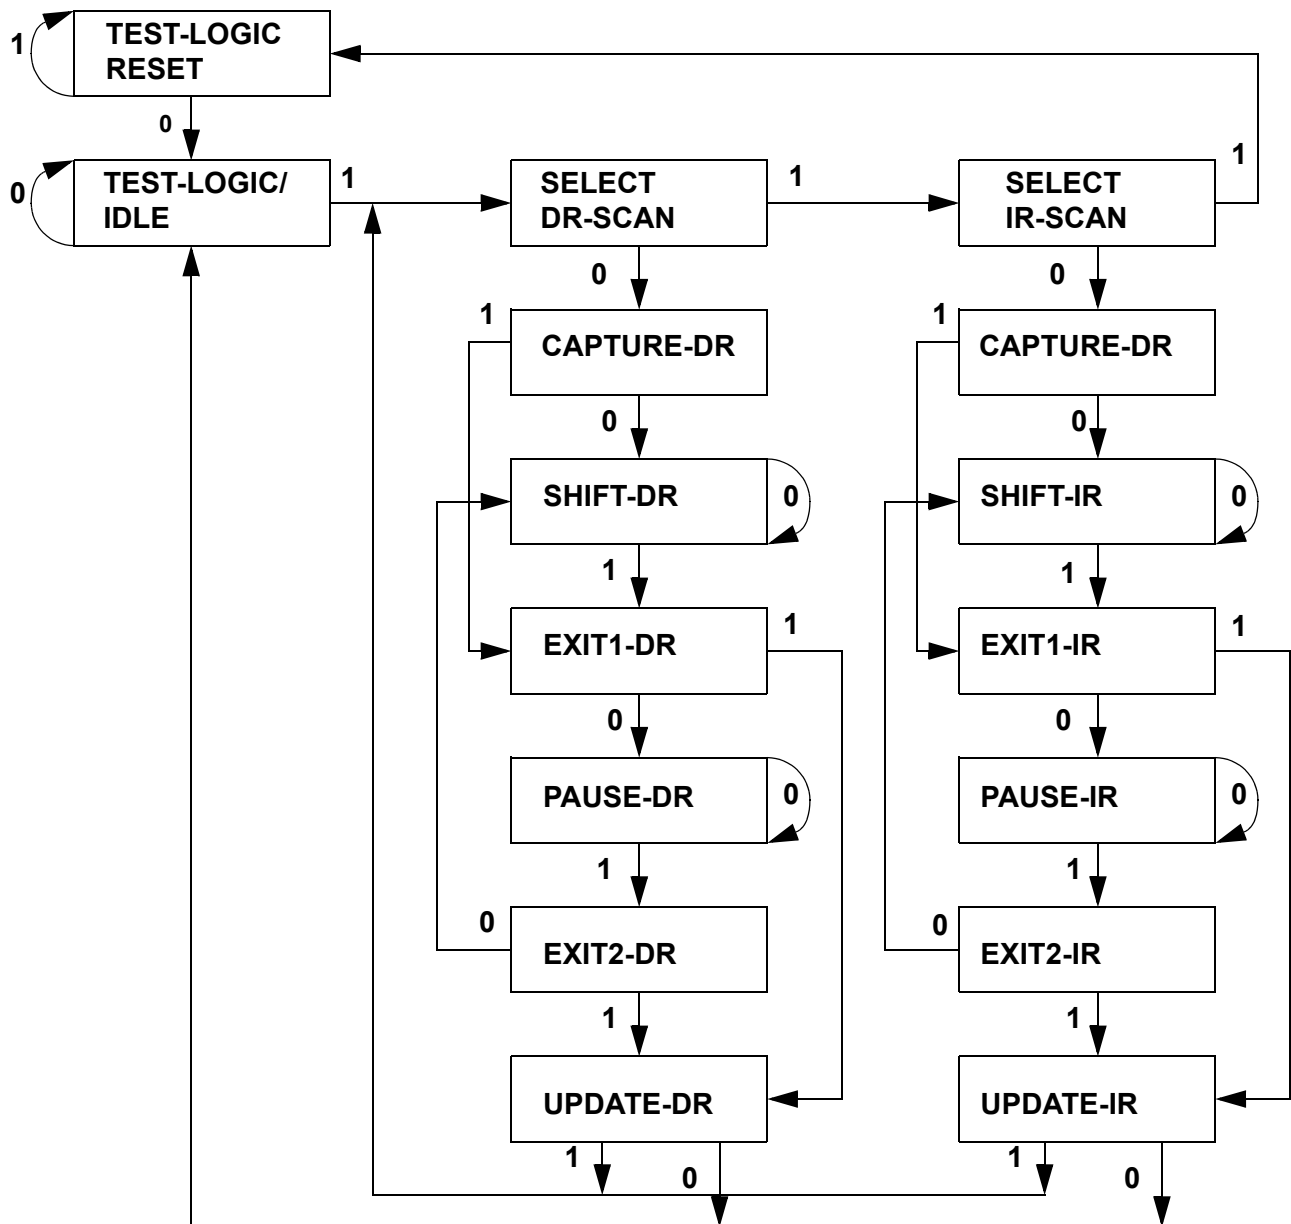 1
TEST-LOGIC
RESET
0
0
TEST-LOGIC/
IDLE
1
SELECT
DR-SCAN
1
SELECT
IR-SCAN
1
0
0
1
CAPTURE-DR
1
CAPTURE-DR
0
0
SHIFT-DR
0
SHIFT-IR
0
1
1
EXIT1-DR
1
EXIT1-IR
1
0
0
PAUSE-DR
0
PAUSE-IR
0
1
1
0
EXIT2-DR
0
EXIT2-IR
1
1
UPDATE-DR
UPDATE-IR
1
0
1
0